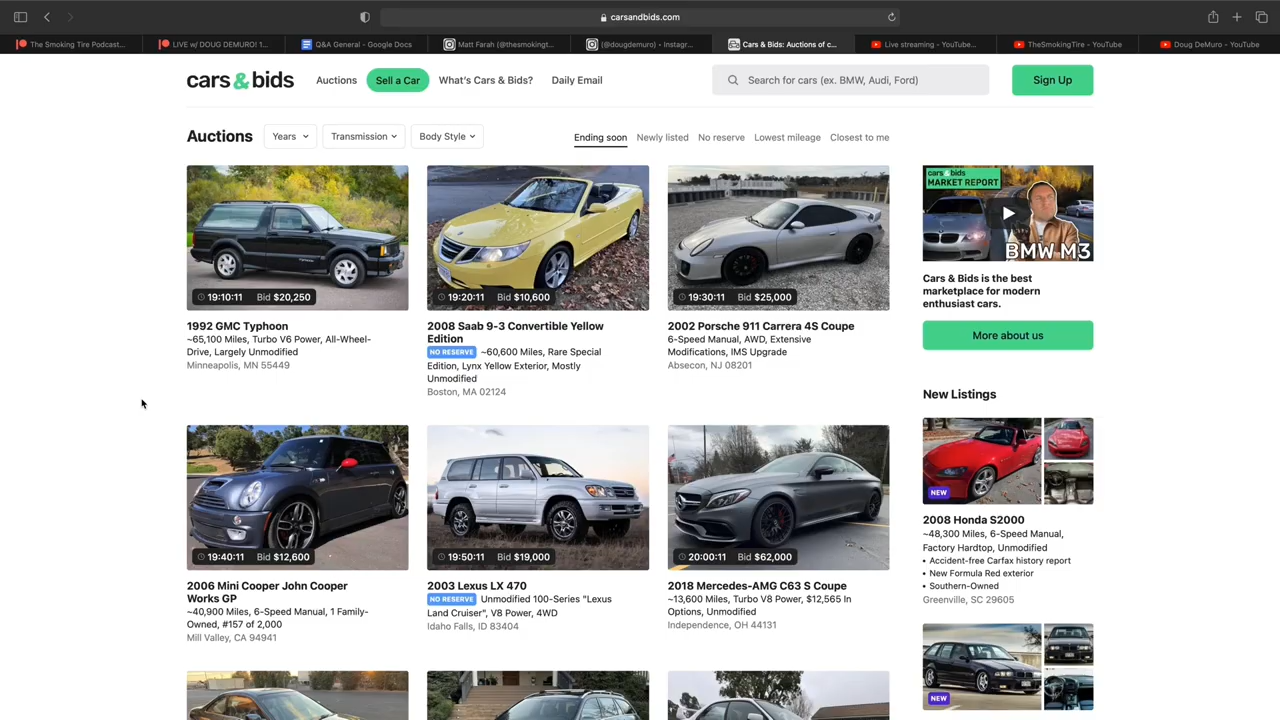 carsandbids.com
The Smoking Tire Podcast...
LIVE w/ DOUG DEMURO! 1...
Q&A General - Google Docs
Matt Farah (@thesmokingt...
(@dougdemuro) - Instagr...
Cars & Bids: Auctions of c...
Live streaming - YouTube...
TheSmokingTire - YouTube
Doug DeMuro - YouTube
cars&bids
Auctions
Sell a Car
What's Cars & Bids?
Daily Email
Search for cars (ex. BMW, Audi, Ford)
Sign Up
Auctions
Years
Transmission
Body Style
Ending soon
Newly listed
No reserve
Lowest mileage
Closest to me
19:10:11 Bid $20,250
1992 GMC Typhoon
~65,100 Miles, Turbo V6 Power, All-Wheel-
Drive, Largely Unmodified
Minneapolis, MN 55449
19:20:11 Bid $10,600
2008 Saab 9-3 Convertible Yellow
Edition
NO RESERVE ~60,600 Miles, Rare Special
Edition, Lynx Yellow Exterior, Mostly
Unmodified
Boston, MA 02124
19:30:11 Bid $25,000
2002 Porsche 911 Carrera 4S Coupe
6-Speed Manual, AWD, Extensive
Modifications, IMS Upgrade
Absecon, NJ 08201
cars&bids
MARKET REPORT
BMW M3
Cars & Bids is the best
marketplace for modern
enthusiast cars.
More about us
19:40:11 Bid $12,600
2006 Mini Cooper John Cooper
Works GP
~40,900 Miles, 6-Speed Manual, 1 Family-
Owned, #157 of 2,000
Mill Valley, CA 94941
19:50:11 Bid $19,000
2003 Lexus LX 470
NO RESERVE Unmodified 100-Series "Lexus
Land Cruiser", V8 Power, 4WD
Idaho Falls, ID 83404
20:00:11 Bid $62,000
2018 Mercedes-AMG C63 S Coupe
~13,600 Miles, Turbo V8 Power, $12,565 In
Options, Unmodified
Independence, OH 44131
New Listings
NEW
2008 Honda S2000
~48,300 Miles, 6-Speed Manual,
Factory Hardtop, Unmodified
• Accident-free Carfax history report
• New Formula Red exterior
• Southern-Owned
Greenville, SC 29605
NEW